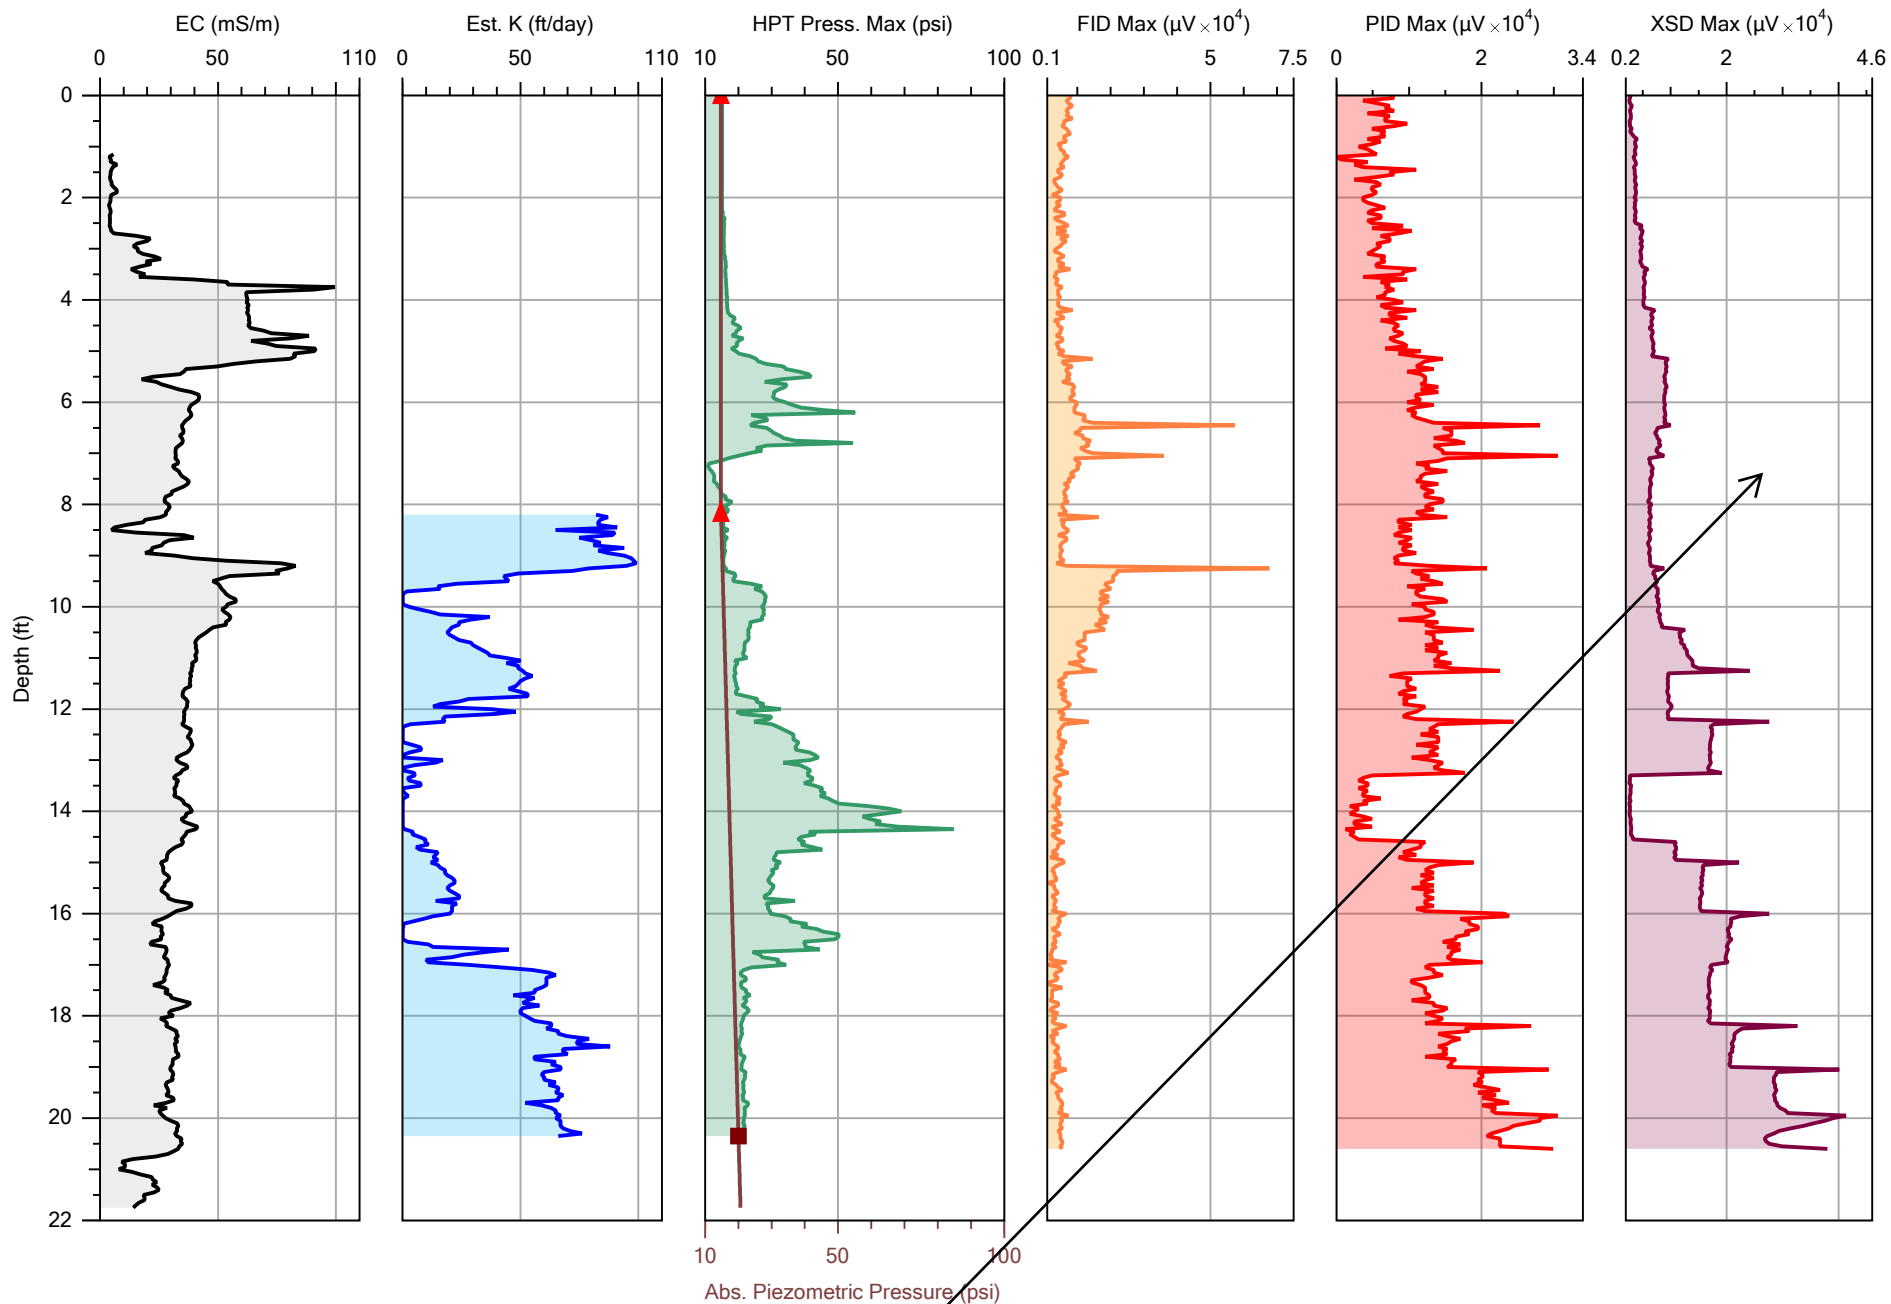 EC (mS/m) Est. K (ft/day) HPT Press. Max (psi) FID Max (µV ×10⁴) PID Max (µV ×10⁴) XSD Max (µV ×10⁴)
0 50 110 0 50 110 10 50 100 0.1 5 7.5 0 2 3.4 0.2 2 4.6
0
2
4
6
8
10
12
14
16
18
20
22
Depth (ft)
10 50 100
Abs. Piezometric Pressure (psi)